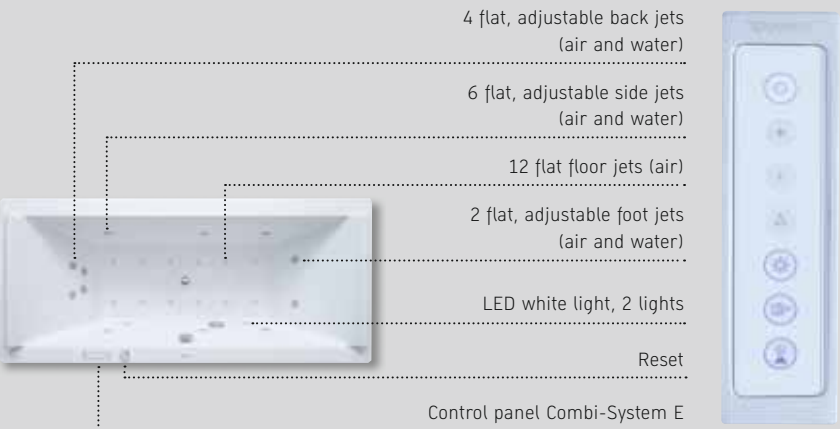 4 flat, adjustable back jets
(air and water)
6 flat, adjustable side jets
(air and water)
12 flat floor jets (air)
2 flat, adjustable foot jets
(air and water)
LED white light, 2 lights
Reset
Control panel Combi-System E